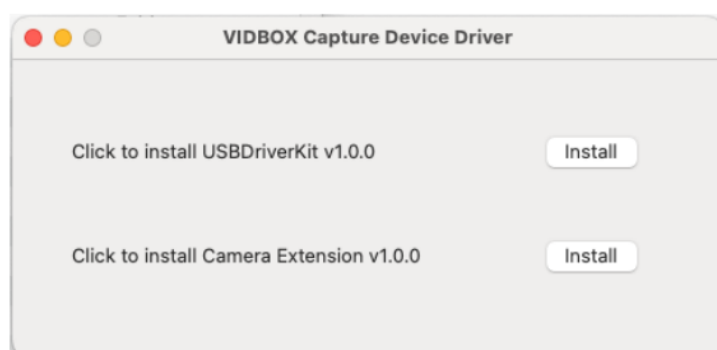 VIDBOX Capture Device Driver
Click to install USBDriverKit v1.0.0 Install
Click to install Camera Extension v1.0.0 Install